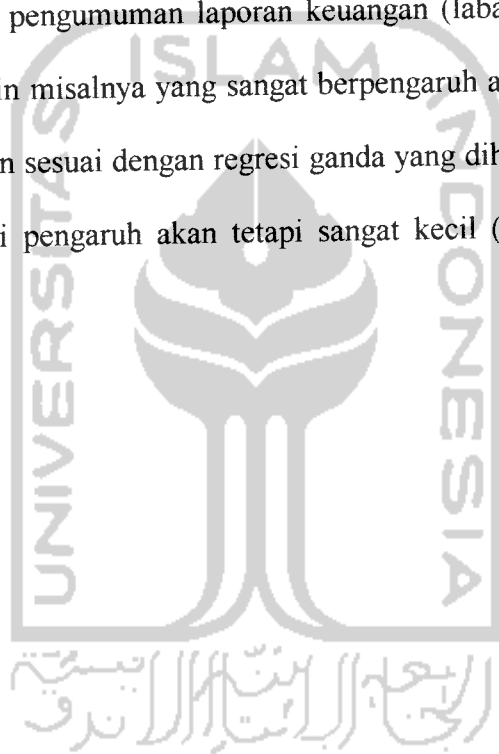 pengumuman laporan keuangan (laba
in misalnya yang sangat berpengaruh a
n sesuai dengan regresi ganda yang dih
i pengaruh akan tetapi sangat kecil (
ISLAM
UNIVERSITAS
INDONESIA